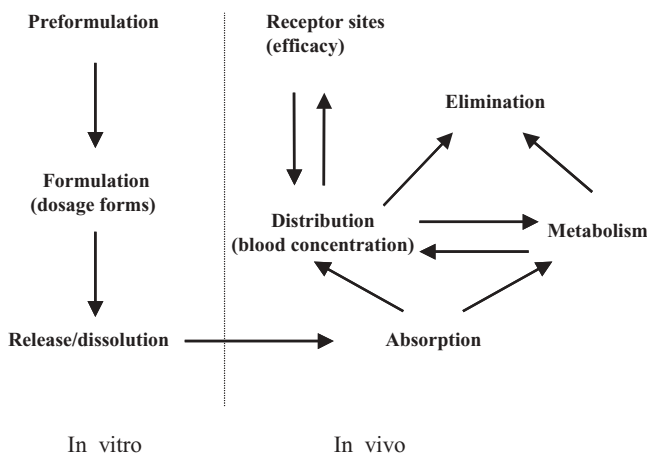 Preformulation
Formulation
(dosage forms)
Release/dissolution
In vitro
Receptor sites
(efficacy)
Elimination
Distribution
(blood concentration)
Metabolism
Absorption
In vivo